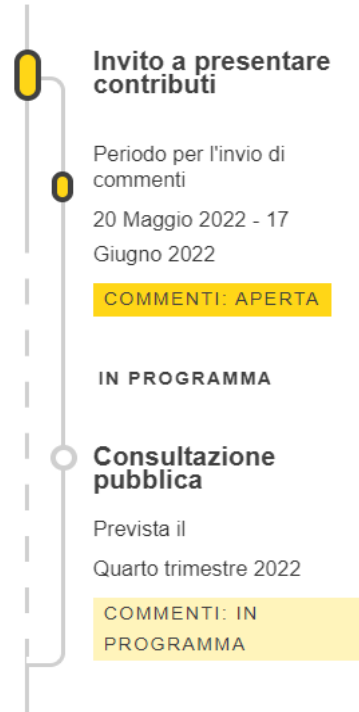 Invito a presentare
contributi
Periodo per l'invio di
commenti
20 Maggio 2022 - 17
Giugno 2022
COMMENTI: APERTA
IN PROGRAMMA
Consultazione
pubblica
Prevista il
Quarto trimestre 2022
COMMENTI: IN
PROGRAMMA